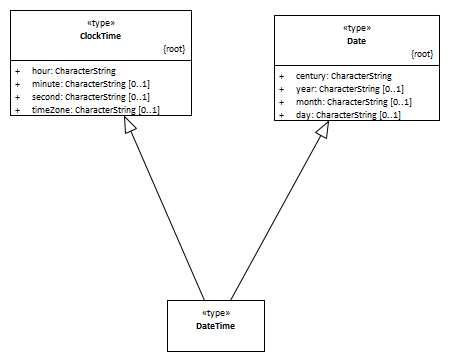 «type»
ClockTime
{root}
+ hour: CharacterString
+ minute: CharacterString [0..1]
+ second: CharacterString [0..1]
+ timeZone: CharacterString [0..1]
«type»
Date
{root}
+ century: CharacterString
+ year: CharacterString [0..1]
+ month: CharacterString [0..1]
+ day: CharacterString [0..1]
«type»
DateTime